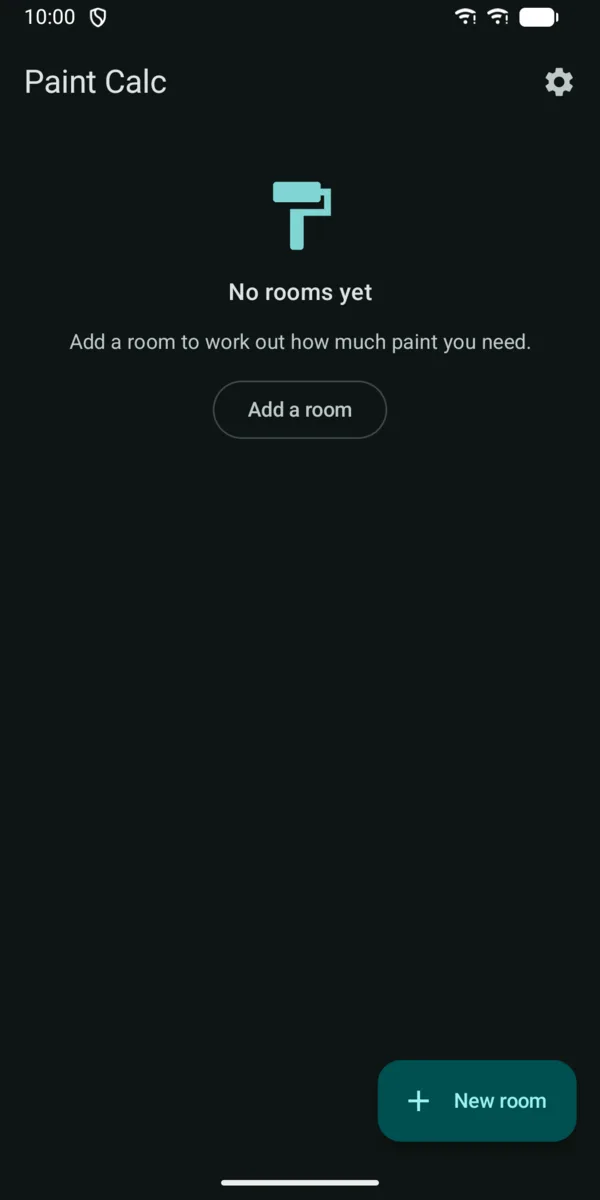 10:00
Paint Calc
No rooms yet
Add a room to work out how much paint you need.
Add a room
New room